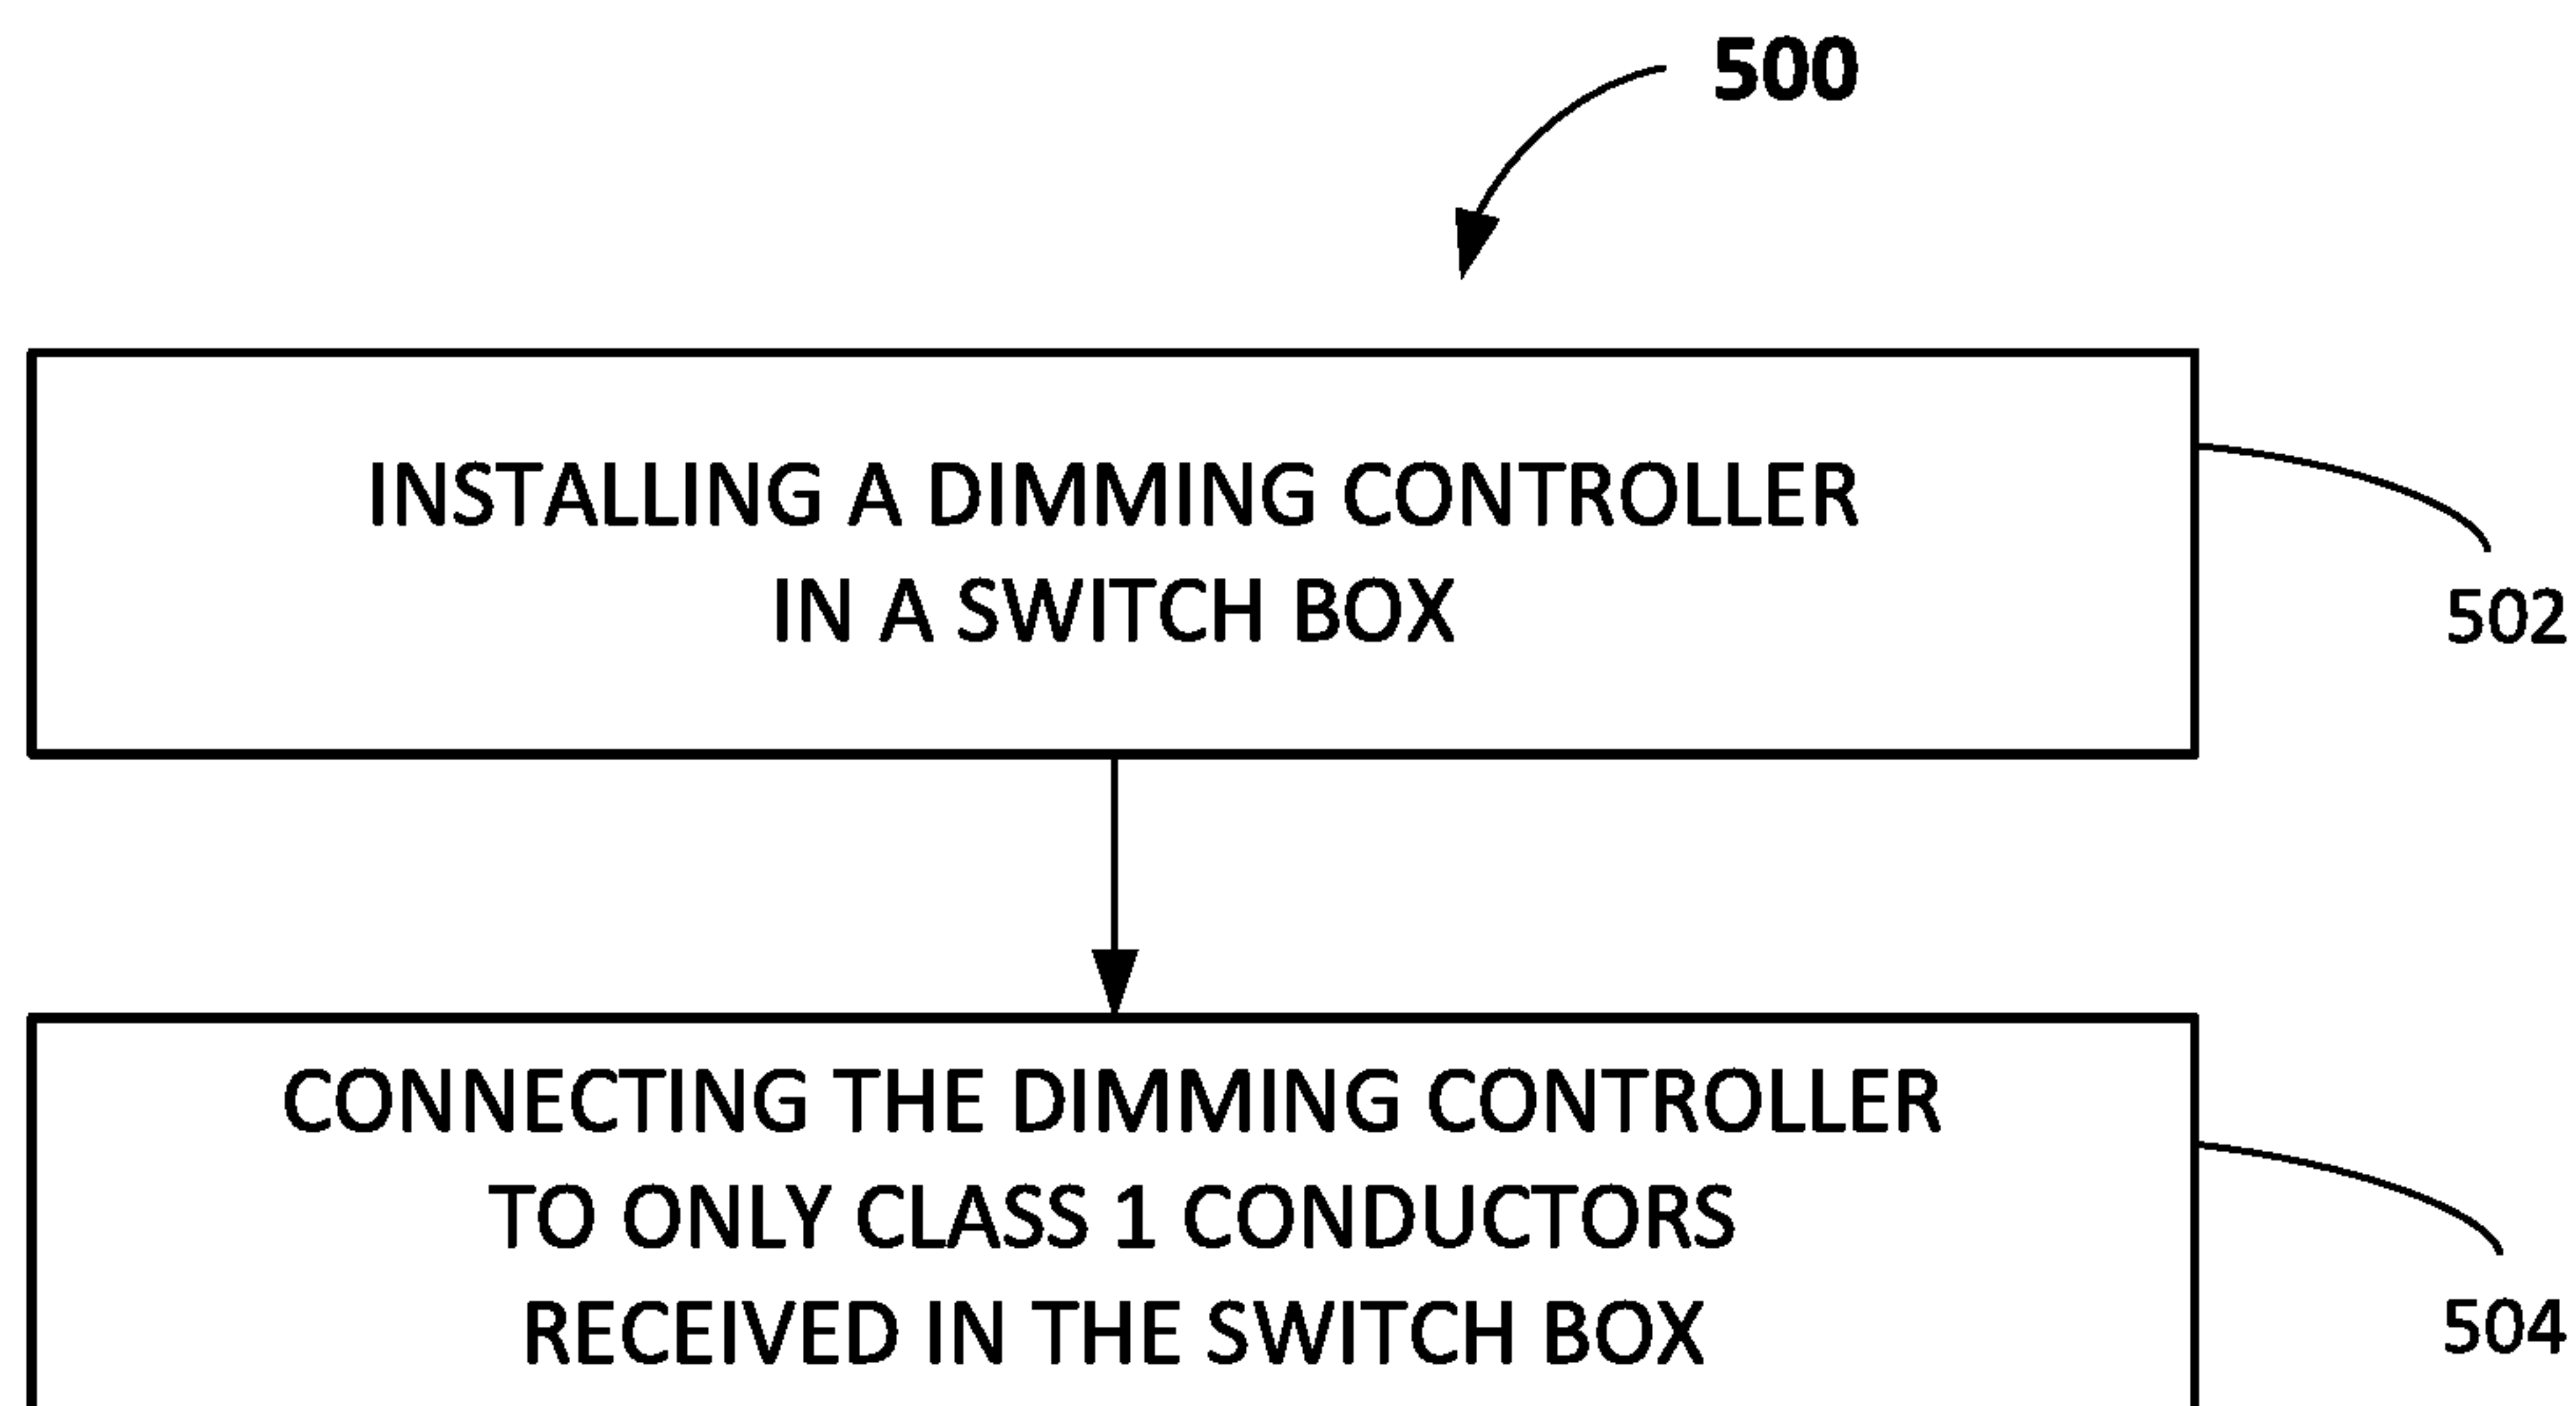 500
INSTALLING A DIMMING CONTROLLER
IN A SWITCH BOX
502
CONNECTING THE DIMMING CONTROLLER
TO ONLY CLASS 1 CONDUCTORS
RECEIVED IN THE SWITCH BOX
504